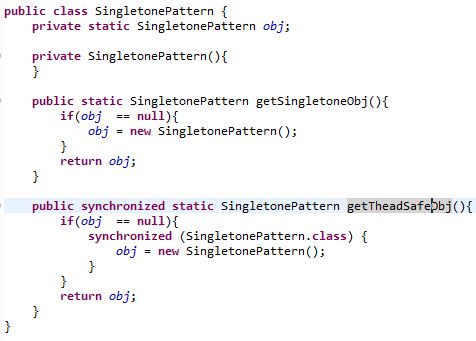 public class SingletonePattern {
    private static SingletonePattern obj;
    private SingletonePattern(){
    }
    public static SingletonePattern getSingletoneObj(){
        if(obj  == null){
            obj = new SingletonePattern();
        }
        return obj;
    }
    public synchronized static SingletonePattern getTheadSafeObj(){
        if(obj  == null){
            synchronized (SingletonePattern.class) {
                obj = new SingletonePattern();
            }
        }
        return obj;
    }
}